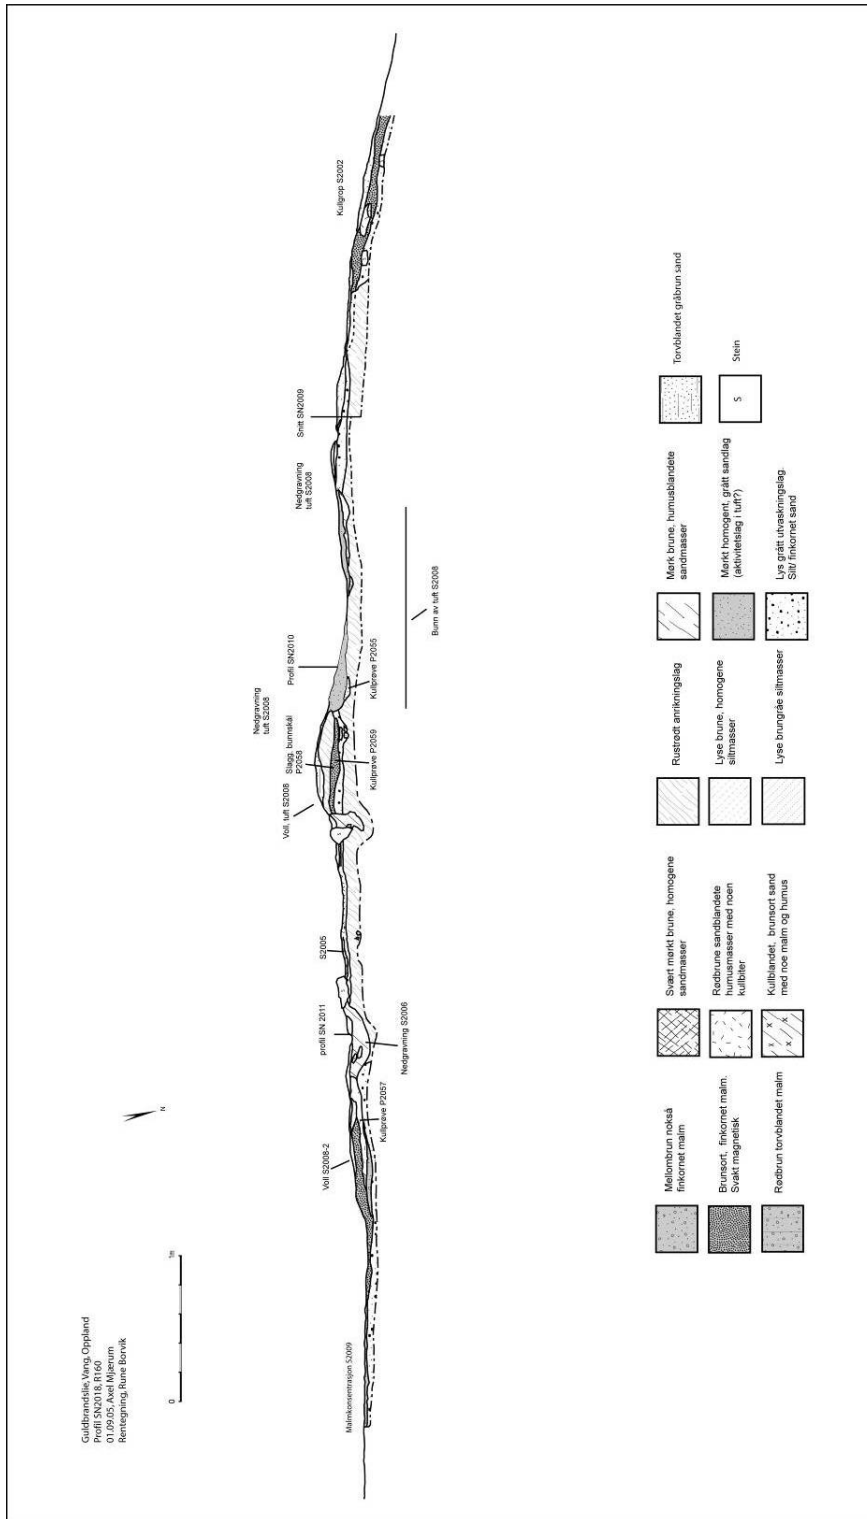 Guldbrandslie, Vang, Oppland
Profil SN2018, R160
01.09.05, Axel Mjærum
Rentegning, Rune Borvik
0
1m
N
Malmkonsentrasjon S2009
Voll S2008-2
Kullprøve P2057
profil SN 2011
Nedgravning S2006
S2005
Voll, tuft S2008
Slagg, bunnskål
P2058
Kullprøve P2059
Nedgravning
tuft S2008
Profil SN2010
Kullprøve P2055
Bunn av tuft S2008
Nedgravning
tuft S2008
Snitt SN2009
Kullgrop S2002
Mellombrun nokså
finkornet malm
Brunsort, finkornet malm.
Svakt magnetisk
Rødbrun torvblandet malm
Svært mørkt brune, homogene
sandmasser
Rødbrune sandblandete
humusmasser med noen
kullbiter
Kullblandet, brunsort sand
med noe malm og humus
Rustrødt anrikningslag
Lyse brune, homogene
siltmasser
Lyse brungråe siltmasser
Mørk brune, humusblandete
sandmasser
Mørkt homogent, grått sandlag
(aktivitetslag i tuft?)
Lys grått utvaskningslag.
Silt/ finkornet sand
Torvblandet gråbrun sand
S
Stein